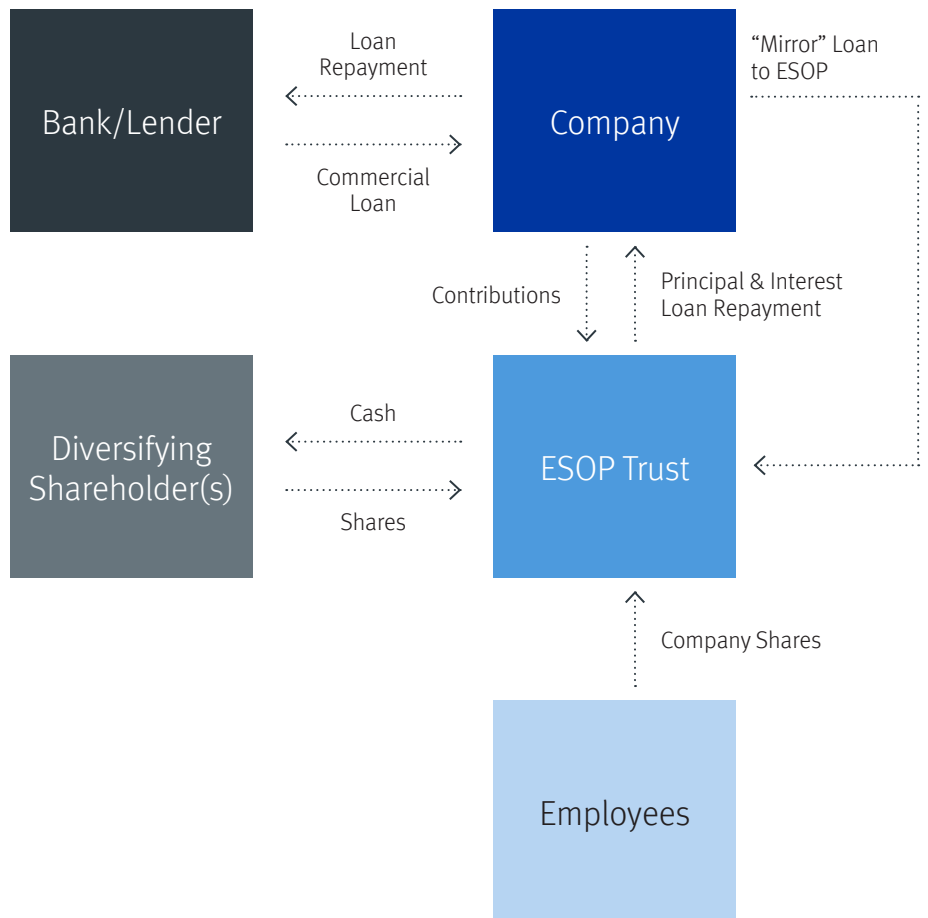 Bank/Lender
Loan
Repayment
Commercial
Loan
Company
“Mirror” Loan
to ESOP
Contributions
Principal & Interest
Loan Repayment
Diversifying
Shareholder(s)
Cash
Shares
ESOP Trust
Company Shares
Employees